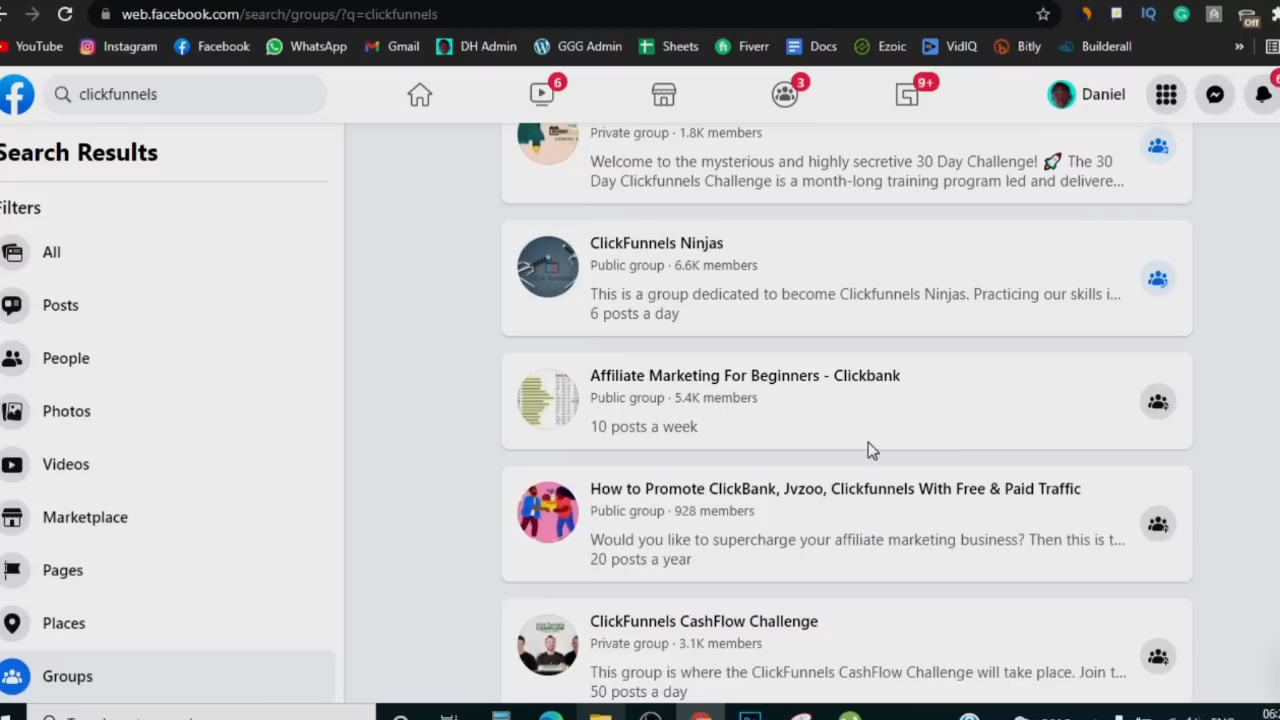 web.facebook.com/search/groups/?q=clickfunnels
IQ
Off
YouTube
Instagram
Facebook
WhatsApp
Gmail
DH Admin
GGG Admin
Sheets
Fiverr
Docs
Ezoic
VidIQ
Bitly
Builderall
»
clickfunnels
6
3
9+
Daniel
Search Results
Filters
All
Posts
People
Photos
Videos
Marketplace
Pages
Places
Groups
Private group · 1.8K members
Welcome to the mysterious and highly secretive 30 Day Challenge! 🚀 The 30
Day Clickfunnels Challenge is a month-long training program led and delivere...
ClickFunnels Ninjas
Public group · 6.6K members
This is a group dedicated to become Clickfunnels Ninjas. Practicing our skills i...
6 posts a day
Affiliate Marketing For Beginners - Clickbank
Public group · 5.4K members
10 posts a week
How to Promote ClickBank, Jvzoo, Clickfunnels With Free & Paid Traffic
Public group · 928 members
Would you like to supercharge your affiliate marketing business? Then this is t...
20 posts a year
ClickFunnels CashFlow Challenge
Private group · 3.1K members
This group is where the ClickFunnels CashFlow Challenge will take place. Join t...
50 posts a day